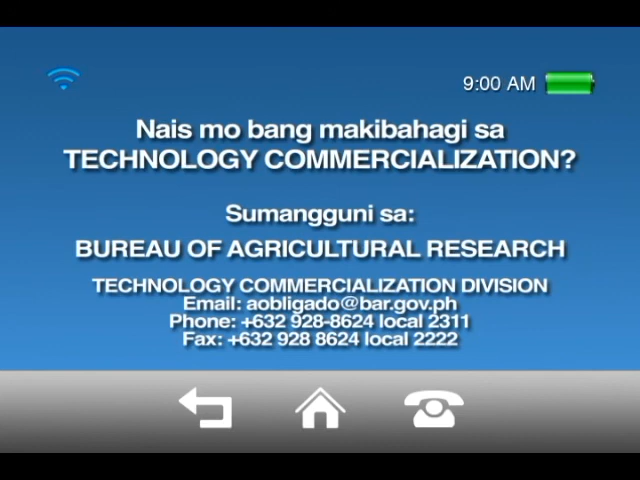 9:00 AM
Nais mo bang makibahagi sa
TECHNOLOGY COMMERCIALIZATION?
Sumangguni sa:
BUREAU OF AGRICULTURAL RESEARCH
TECHNOLOGY COMMERCIALIZATION DIVISION
Email: aobligado@bar.gov.ph
Phone: +632 928-8624 local 2311
Fax: +632 928 8624 local 2222